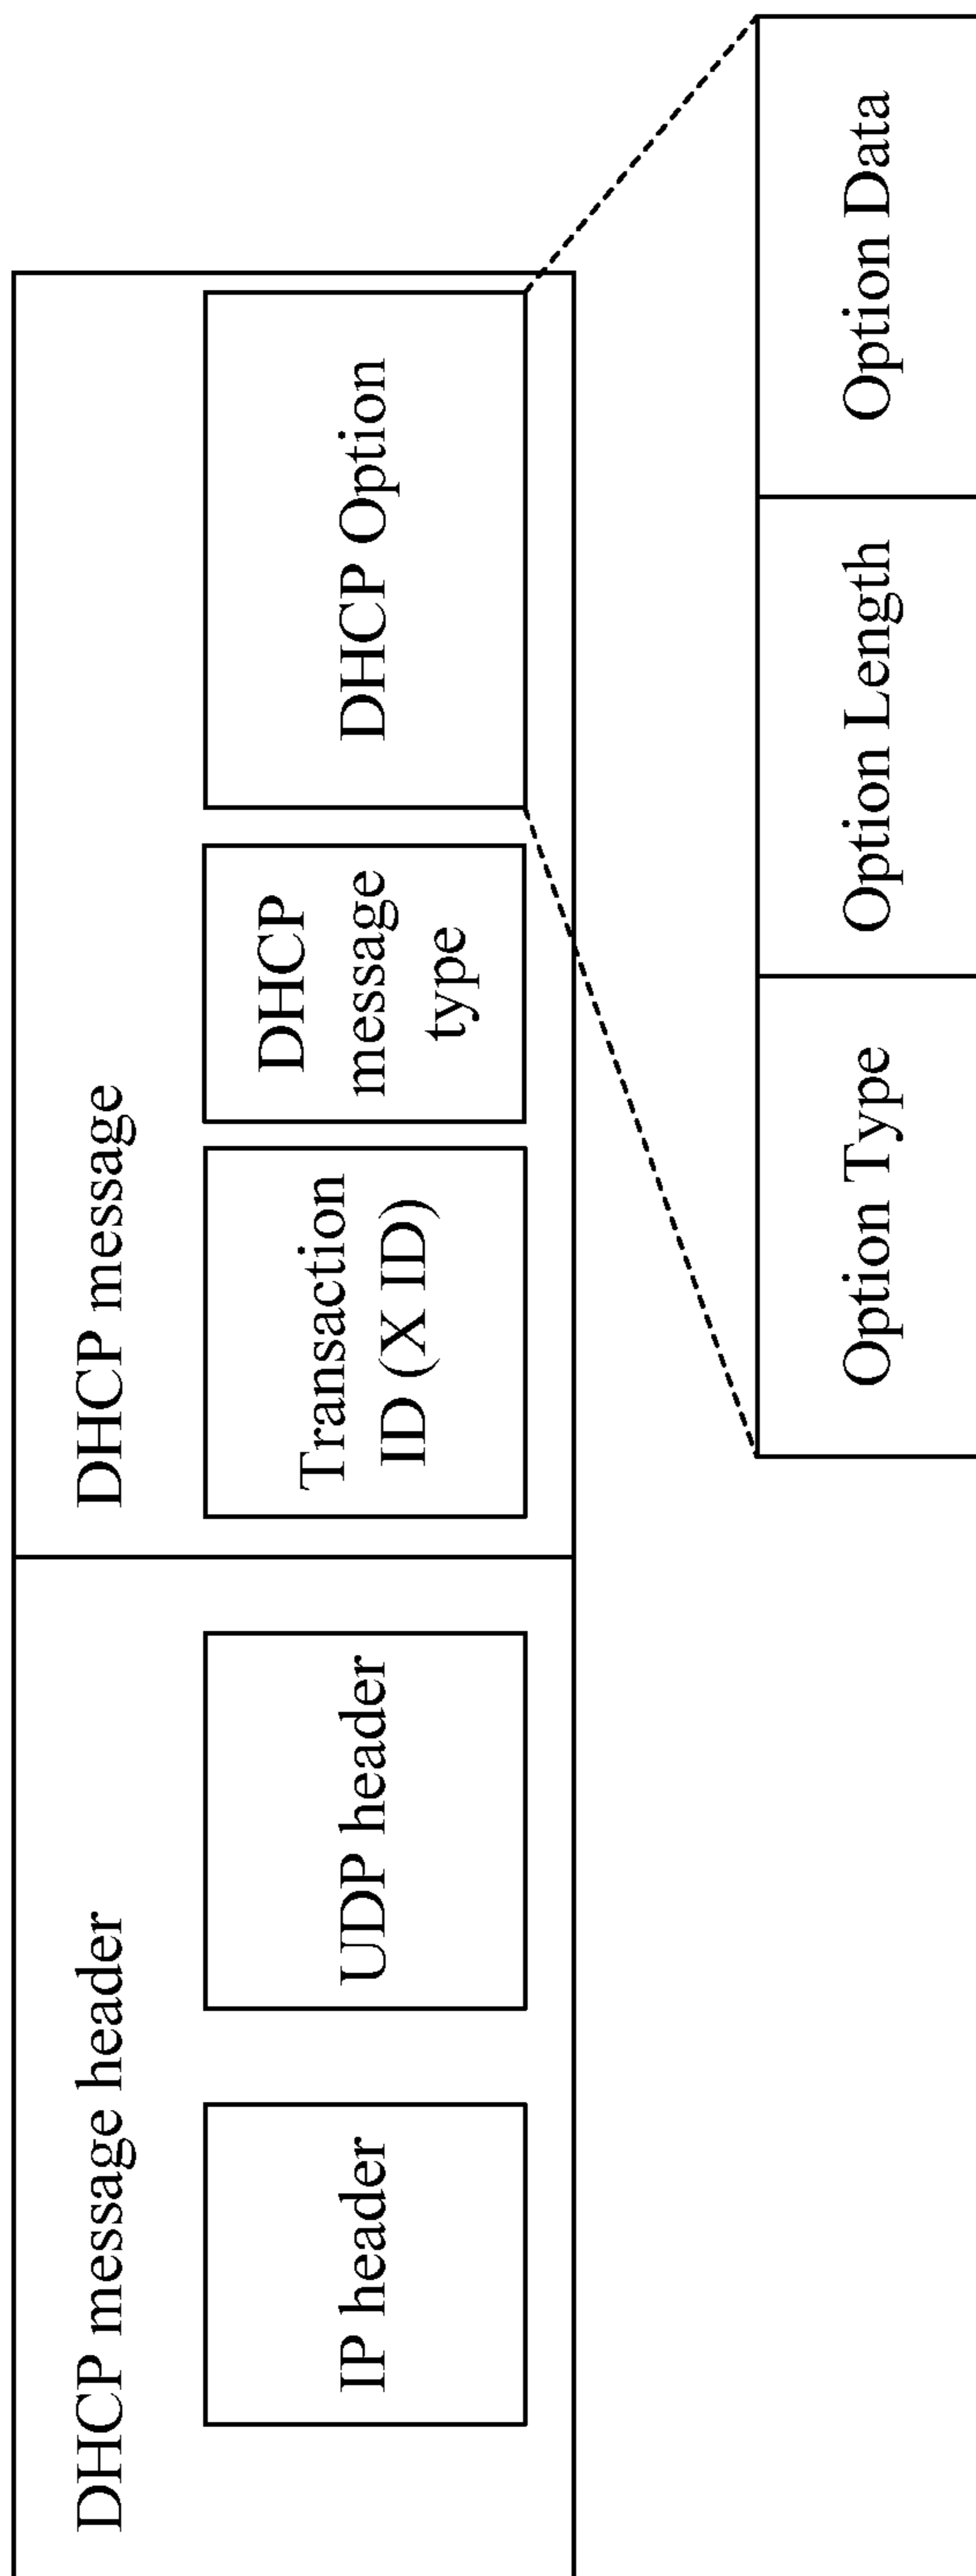 DHCP message header
DHCP message
IP header
UDP header
Transaction
ID (X ID)
DHCP
message
type
DHCP Option
Option Type
Option Length
Option Data